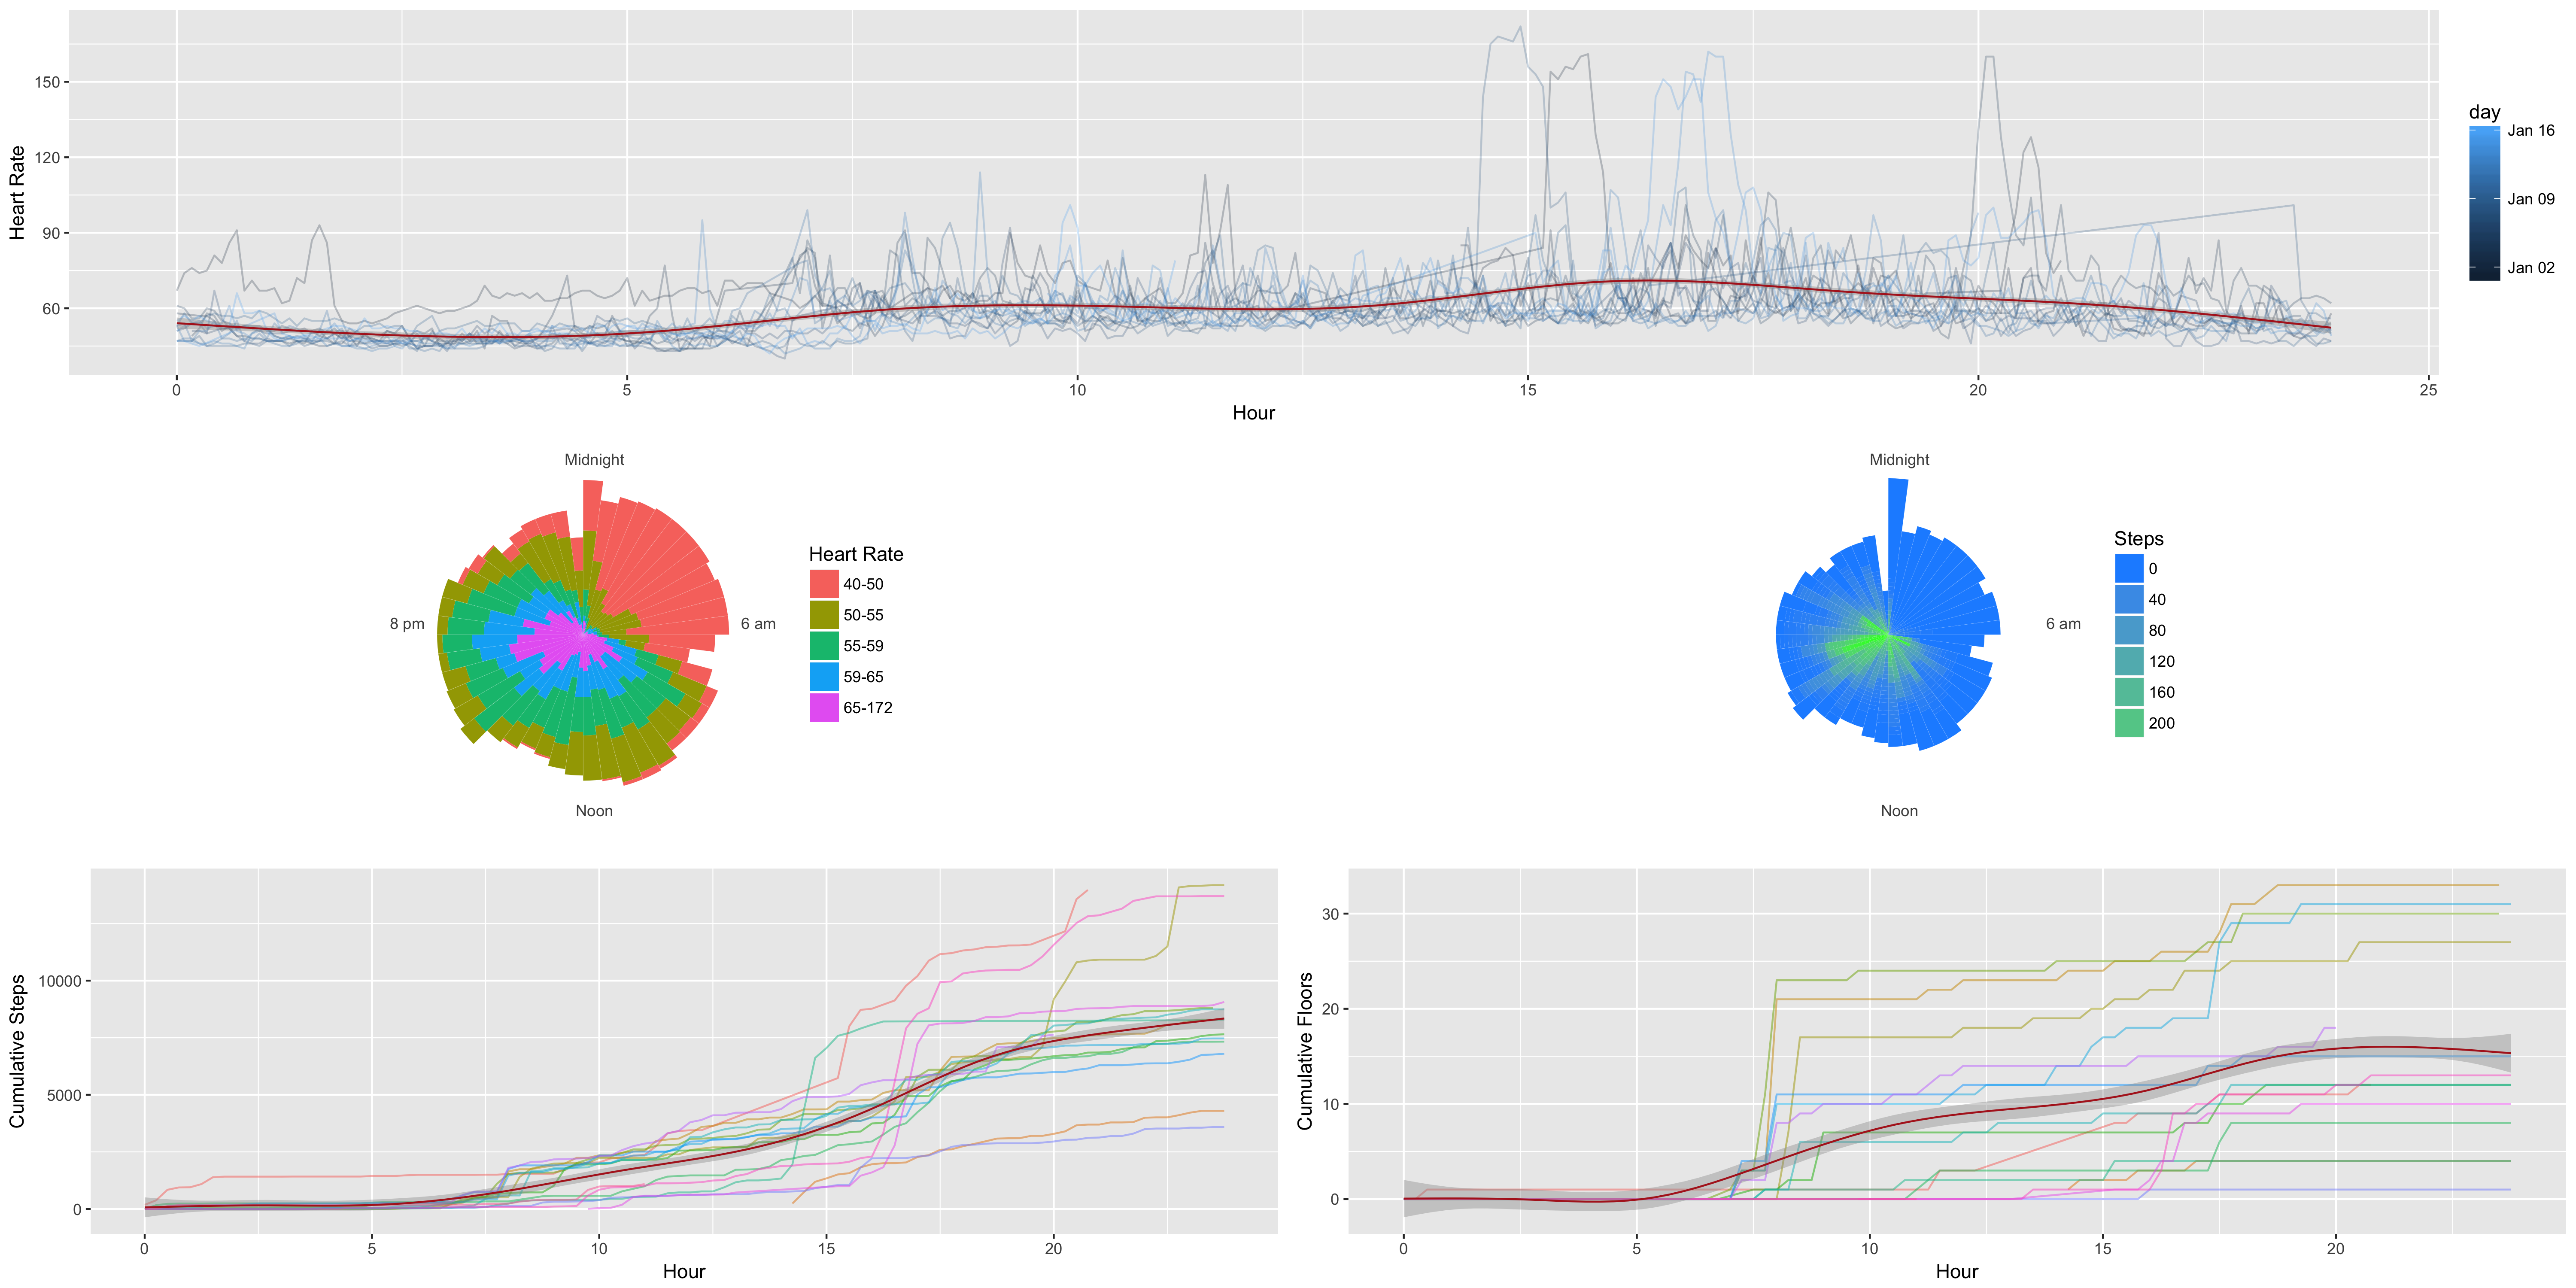 Heart Rate
150
120
90
60
0
5
10
15
20
25
Hour
day
Jan 16
Jan 09
Jan 02
Midnight
8 pm
6 am
Noon
Heart Rate
40-50
50-55
55-59
59-65
65-172
Midnight
6 am
Noon
Steps
0
40
80
120
160
200
Cumulative Steps
10000
5000
0
0
5
10
15
20
Hour
Cumulative Floors
30
20
10
0
0
5
10
15
20
Hour